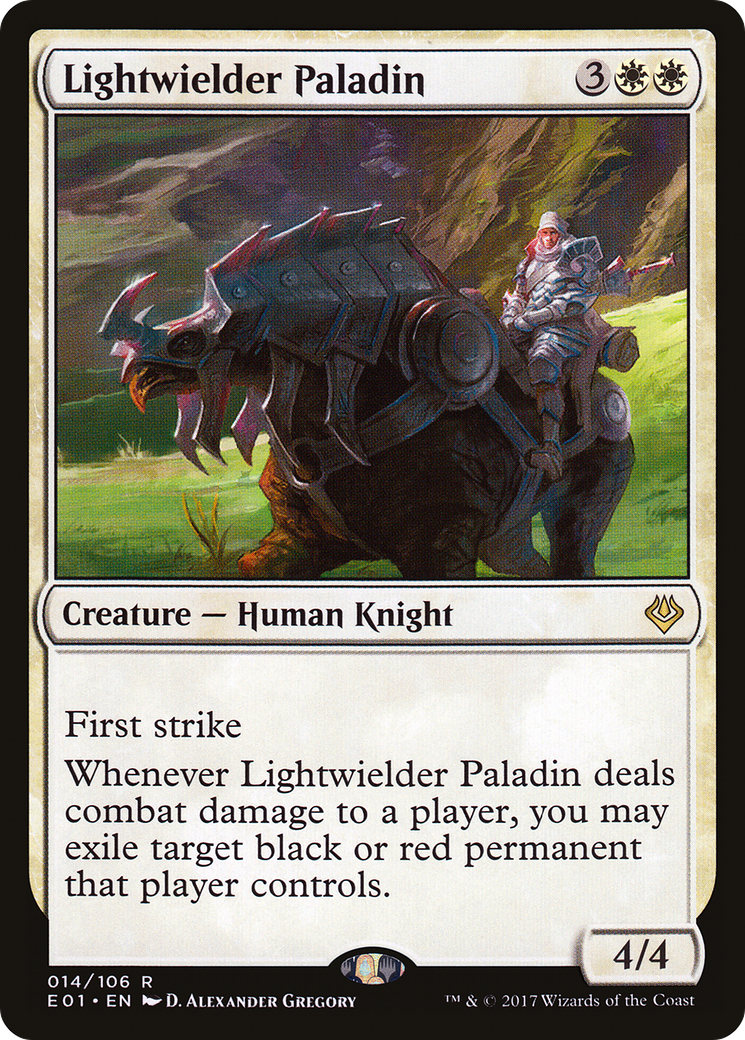 Lightwielder Paladin 3
Creature — Human Knight
First strike
Whenever Lightwielder Paladin deals
combat damage to a player, you may
exile target black or red permanent
that player controls.
4/4
014/106 R
E01 • EN D. Alexander Gregory
™ & © 2017 Wizards of the Coast